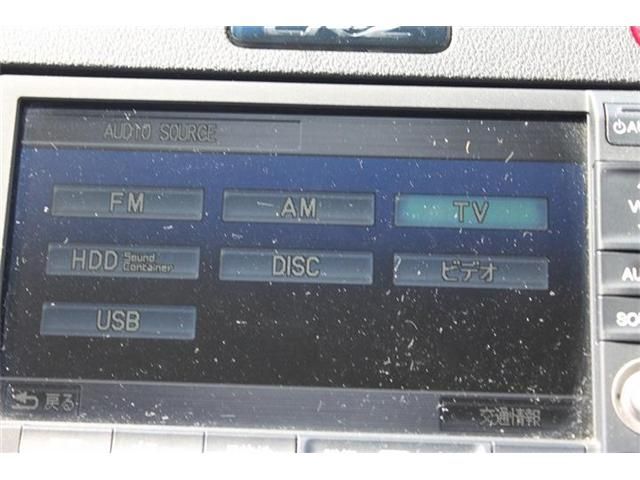 AUDIO SOURCE
FM
AM
TV
HDD Sound Container
DISC
ビデオ
USB
戻る
交通情報